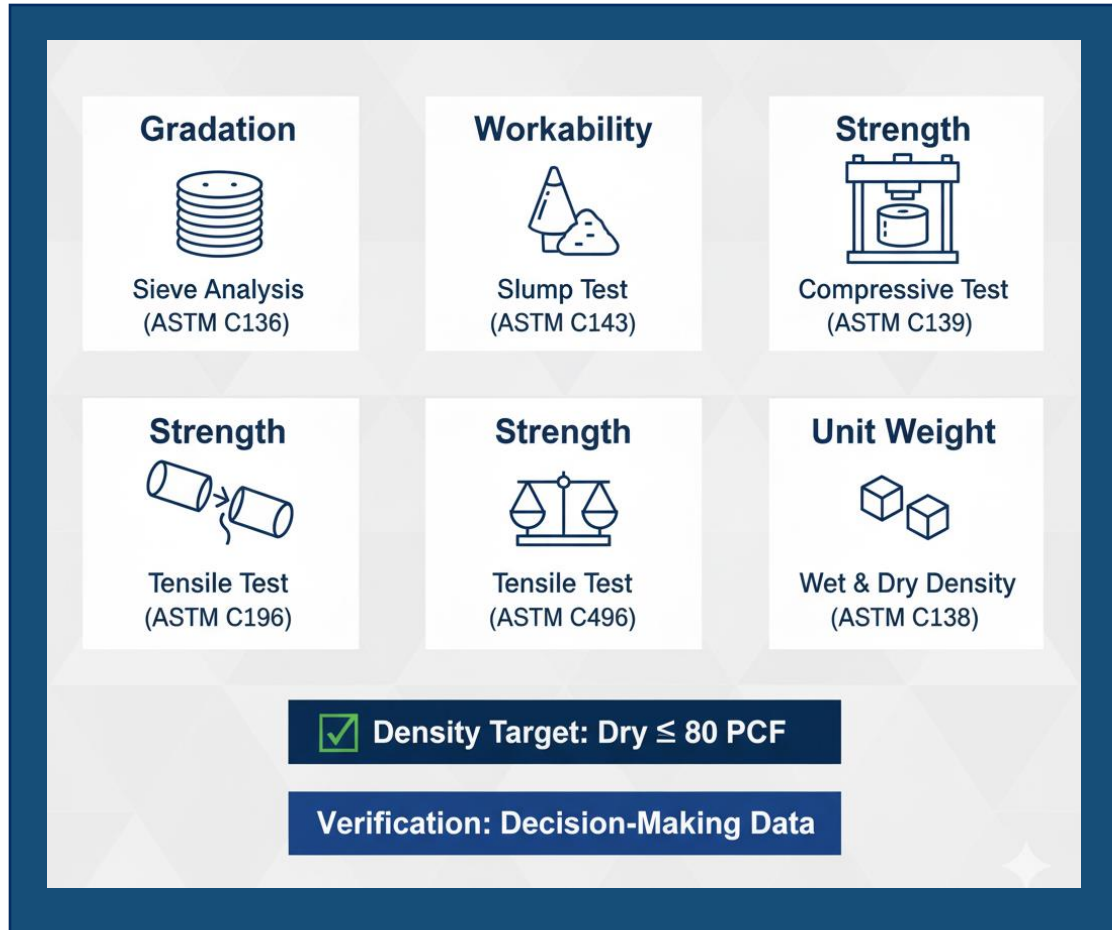 Gradation
Sieve Analysis
(ASTM C136)
Workability
Slump Test
(ASTM C143)
Strength
Compressive Test
(ASTM C139)
Strength
Tensile Test
(ASTM C196)
Strength
Tensile Test
(ASTM C496)
Unit Weight
Wet & Dry Density
(ASTM C138)
Density Target: Dry ≤ 80 PCF
Verification: Decision-Making Data